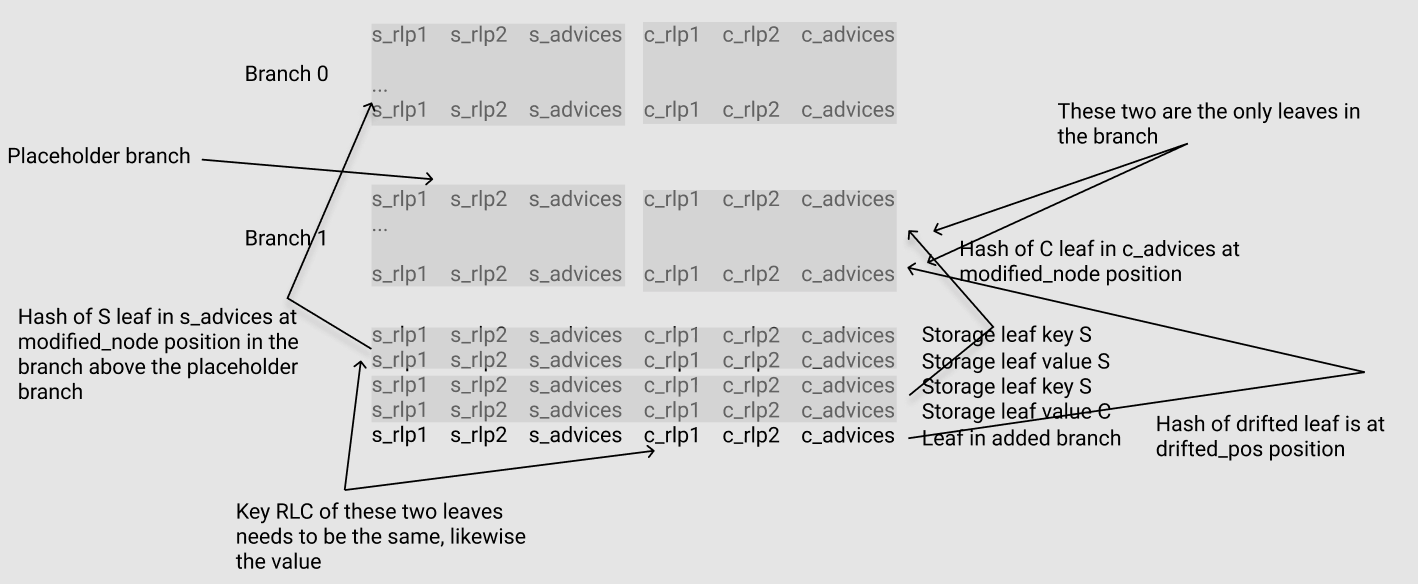 s_rlp1 s_rlp2 s_advices c_rlp1 c_rlp2 c_advices
Branch 0
...
s_rlp1 s_rlp2 s_advices c_rlp1 c_rlp2 c_advices
These two are the only leaves in
the branch
Placeholder branch
s_rlp1 s_rlp2 s_advices c_rlp1 c_rlp2 c_advices
...
Branch 1
Hash of C leaf in c_advices at
modified_node position
s_rlp1 s_rlp2 s_advices c_rlp1 c_rlp2 c_advices
Hash of S leaf in s_advices at
modified_node position in the
branch above the placeholder
branch
s_rlp1 s_rlp2 s_advices c_rlp1 c_rlp2 c_advices Storage leaf key S
s_rlp1 s_rlp2 s_advices c_rlp1 c_rlp2 c_advices Storage leaf value S
s_rlp1 s_rlp2 s_advices c_rlp1 c_rlp2 c_advices Storage leaf key S
s_rlp1 s_rlp2 s_advices c_rlp1 c_rlp2 c_advices Storage leaf value C
s_rlp1 s_rlp2 s_advices c_rlp1 c_rlp2 c_advices Leaf in added branch
Hash of drifted leaf is at
drifted_pos position
Key RLC of these two leaves
needs to be the same, likewise
the value